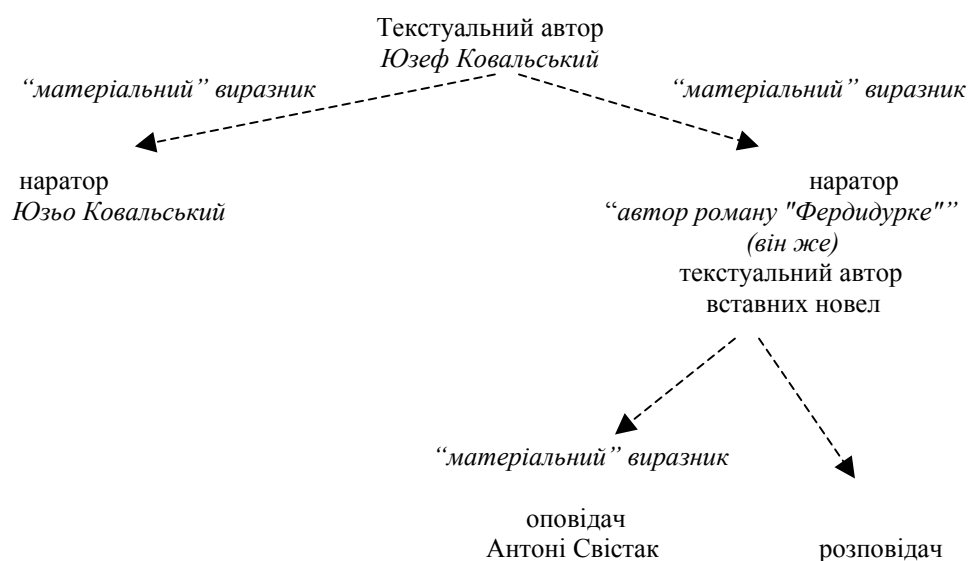 Текстуальний автор
Юзеф Ковальський
“матеріальний” виразник
“матеріальний” виразник
наратор
Юзьо Ковальський
наратор
“автор роману "Фердидурке"”
(він же)
текстуальний автор
вставних новел
“матеріальний” виразник
оповідач
Антоні Свістак
розповідач